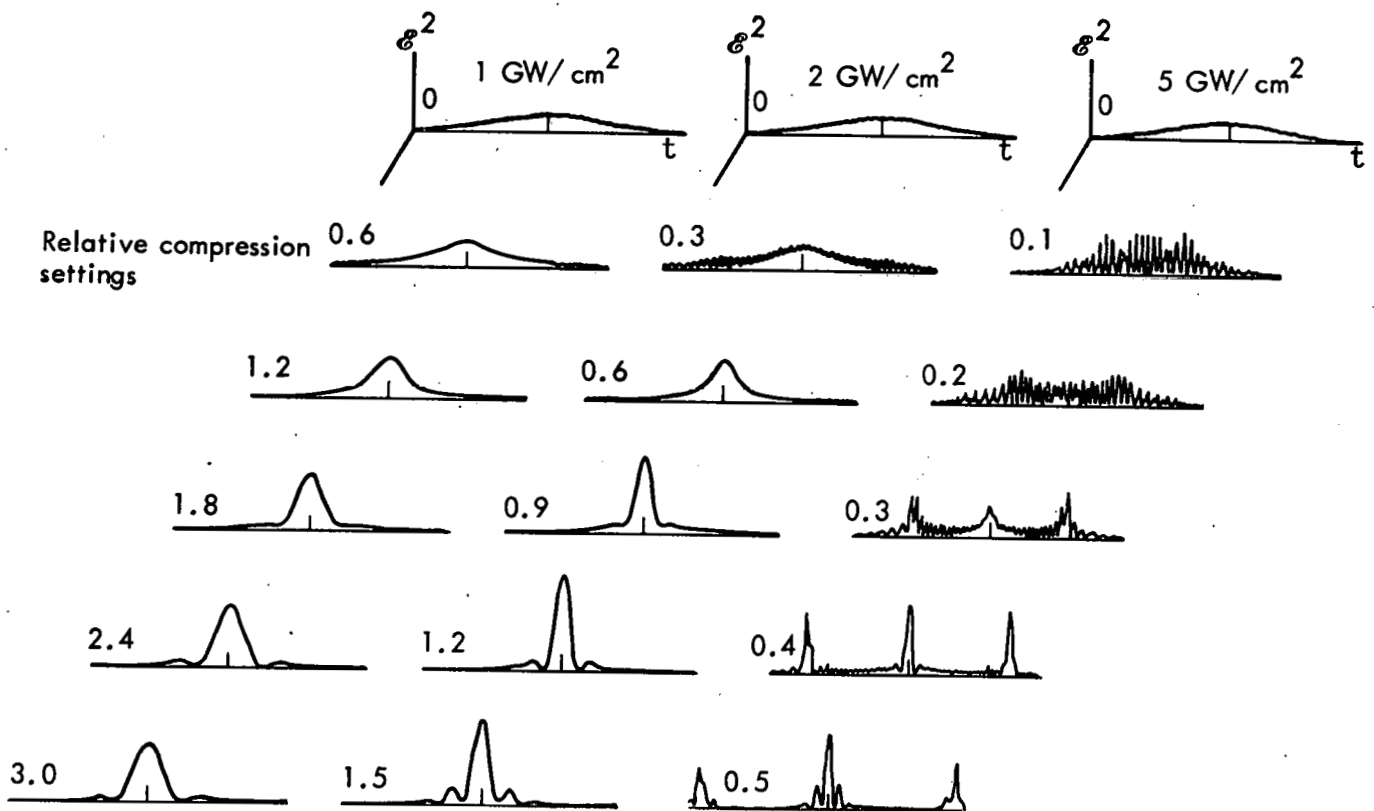 ℰ² 1 GW/cm² ℰ² 2 GW/cm² ℰ² 5 GW/cm²
0 0 0
t t t
Relative compression 0.6 0.3 0.1
settings
1.2 0.6 0.2
1.8 0.9 0.3
2.4 1.2 0.4
3.0 1.5 0.5